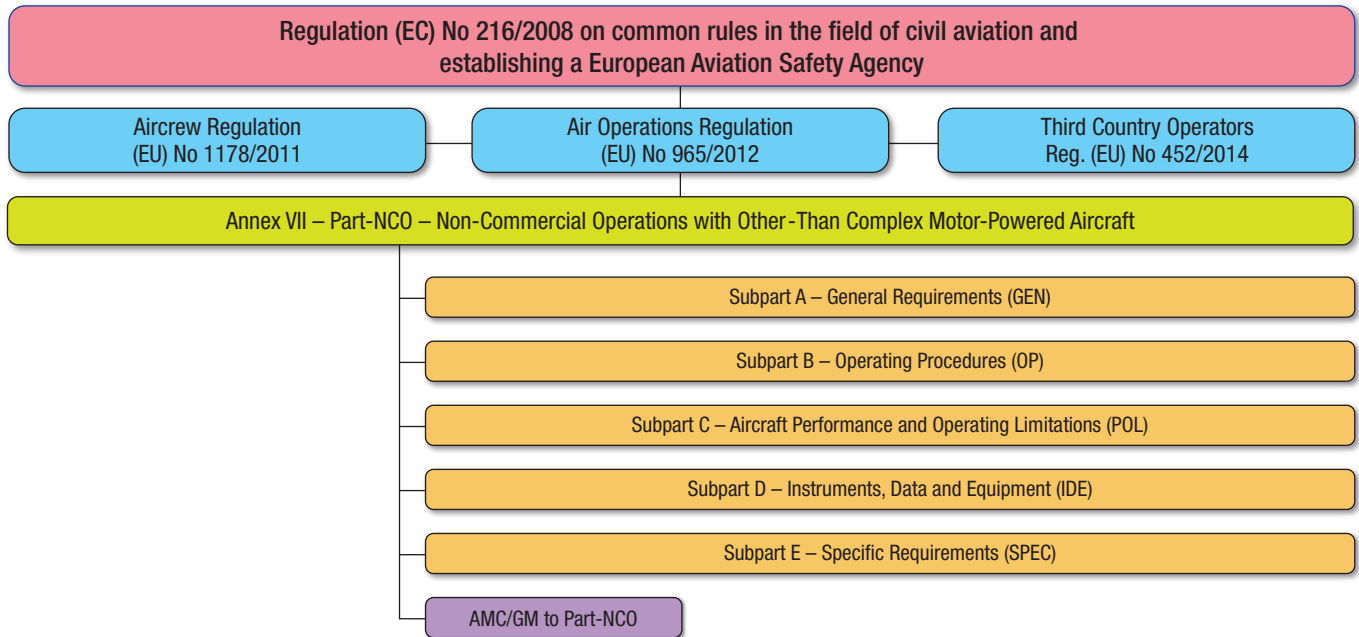 Regulation (EC) No 216/2008 on common rules in the field of civil aviation and
establishing a European Aviation Safety Agency
Aircrew Regulation
(EU) No 1178/2011
Air Operations Regulation
(EU) No 965/2012
Third Country Operators
Reg. (EU) No 452/2014
Annex VII – Part-NCO – Non-Commercial Operations with Other-Than Complex Motor-Powered Aircraft
Subpart A – General Requirements (GEN)
Subpart B – Operating Procedures (OP)
Subpart C – Aircraft Performance and Operating Limitations (POL)
Subpart D – Instruments, Data and Equipment (IDE)
Subpart E – Specific Requirements (SPEC)
AMC/GM to Part-NCO